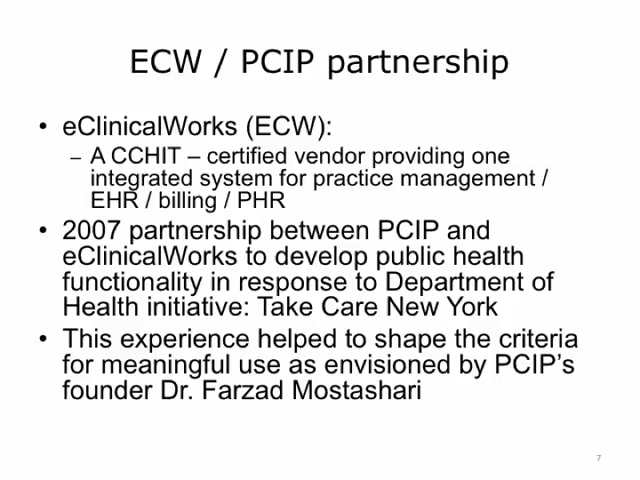 ECW / PCIP partnership
• eClinicalWorks (ECW):
– A CCHIT – certified vendor providing one
integrated system for practice management /
EHR / billing / PHR
• 2007 partnership between PCIP and
eClinicalWorks to develop public health
functionality in response to Department of
Health initiative: Take Care New York
• This experience helped to shape the criteria
for meaningful use as envisioned by PCIP’s
founder Dr. Farzad Mostashari
7